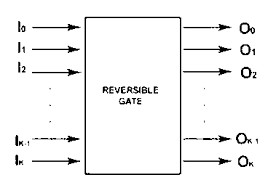 I₀ O₀
I₁ O₁
I₂ O₂
REVERSIBLE
GATE
Iₖ₋₁ Oₖ₋₁
Iₖ Oₖ